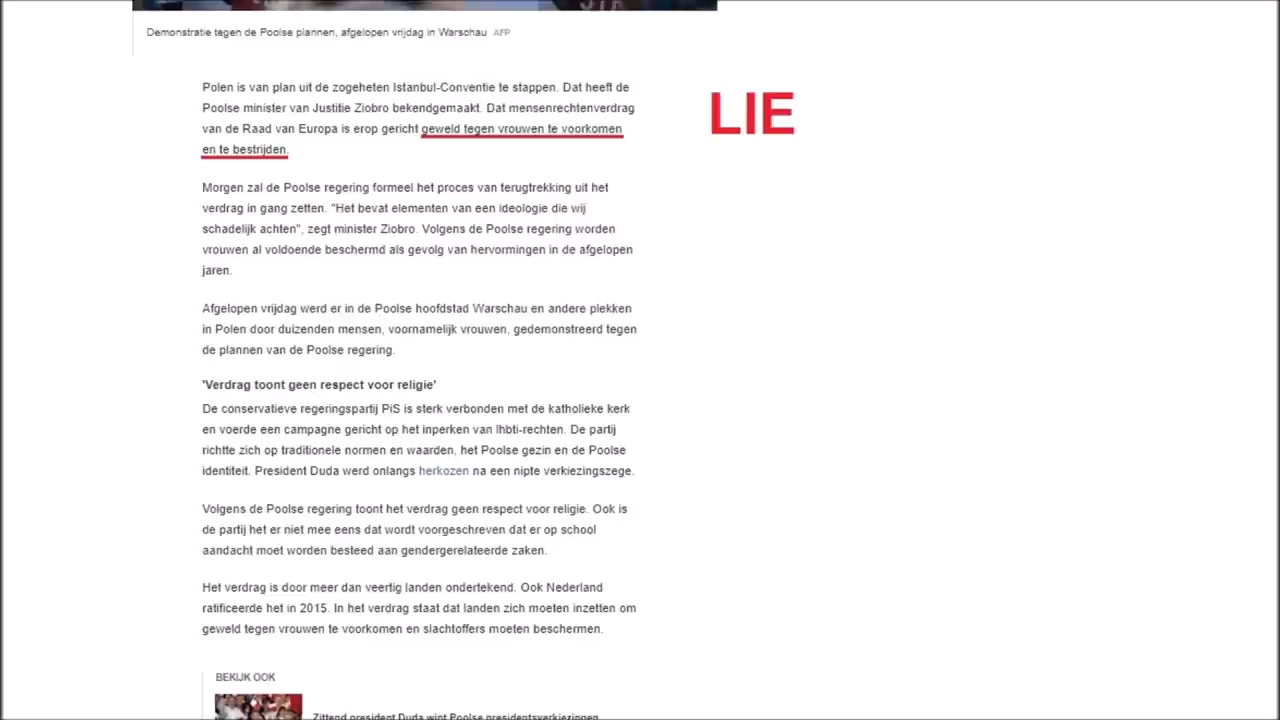 Demonstratie tegen de Poolse plannen, afgelopen vrijdag in Warschau AFP
Polen is van plan uit de zogeheten Istanbul-Conventie te stappen. Dat heeft de
Poolse minister van Justitie Ziobro bekendgemaakt. Dat mensenrechtenverdrag
van de Raad van Europa is erop gericht geweld tegen vrouwen te voorkomen
en te bestrijden.
LIE
Morgen zal de Poolse regering formeel het proces van terugtrekking uit het
verdrag in gang zetten. "Het bevat elementen van een ideologie die wij
schadelijk achten", zegt minister Ziobro. Volgens de Poolse regering worden
vrouwen al voldoende beschermd als gevolg van hervormingen in de afgelopen
jaren.
Afgelopen vrijdag werd er in de Poolse hoofdstad Warschau en andere plekken
in Polen door duizenden mensen, voornamelijk vrouwen, gedemonstreerd tegen
de plannen van de Poolse regering.
'Verdrag toont geen respect voor religie'
De conservatieve regeringspartij PiS is sterk verbonden met de katholieke kerk
en voerde een campagne gericht op het inperken van lhbti-rechten. De partij
richtte zich op traditionele normen en waarden, het Poolse gezin en de Poolse
identiteit. President Duda werd onlangs herkozen na een nipte verkiezingszege.
Volgens de Poolse regering toont het verdrag geen respect voor religie. Ook is
de partij het er niet mee eens dat wordt voorgeschreven dat er op school
aandacht moet worden besteed aan gendergerelateerde zaken.
Het verdrag is door meer dan veertig landen ondertekend. Ook Nederland
ratificeerde het in 2015. In het verdrag staat dat landen zich moeten inzetten om
geweld tegen vrouwen te voorkomen en slachtoffers moeten beschermen.
BEKIJK OOK
Zittend president Duda wint Poolse presidentsverkiezingen